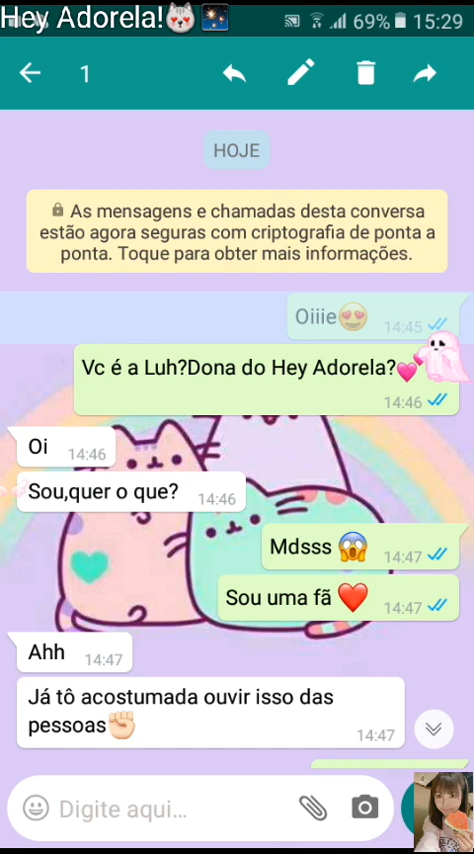 Hey Adorela!😻🎇
69% 15:29
1
HOJE
🔒 As mensagens e chamadas desta conversa
estão agora seguras com criptografia de ponta a
ponta. Toque para obter mais informações.
Oiiie😍 14:45
Vc é a Luh?Dona do Hey Adorela?💕
14:46
Oi 14:46
Sou,quer o que? 14:46
Mdsss 😱 14:47
Sou uma fã ❤️ 14:47
Ahh 14:47
Já tô acostumada ouvir isso das
pessoas✊🏻 14:47
Digite aqui...